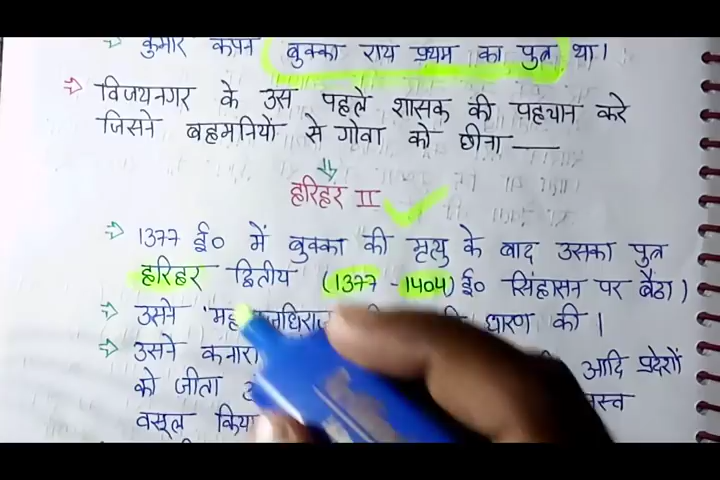 कुमार कंपन बुक्का राय प्रथम का पुत्र था।
विजयनगर के उस पहले शासक की पहचान करे
जिसने बहमनियों से गोवा को छीना ——
हरिहर II
1377 ई० में बुक्का की मृत्यु के बाद उसका पुत्र
हरिहर द्वितीय (1377 - 1404) ई० सिंहासन पर बैठा)
उसने धारण की ।
उसने कनारा आदि प्रदेशों
को जीता
वसूल किया